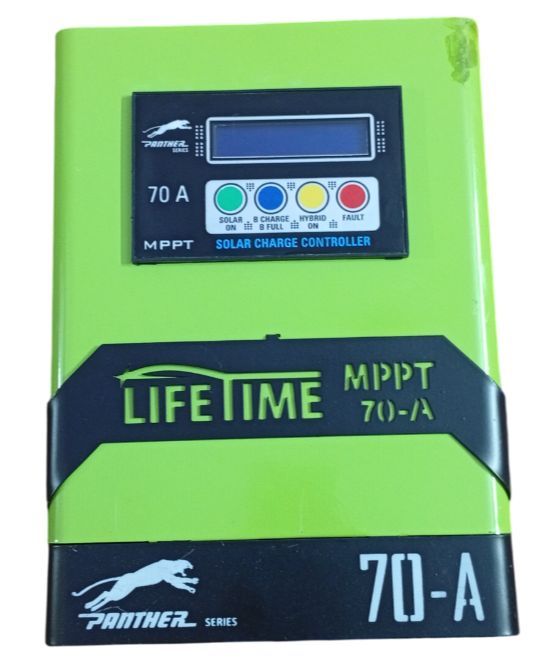 PANTHER
SERIES
70 A
SOLAR ON
B CHARGE B FULL
HYBRID ON
FAULT
MPPT
SOLAR CHARGE CONTROLLER
LIFETIME
MPPT
70-A
PANTHER SERIES
70-A